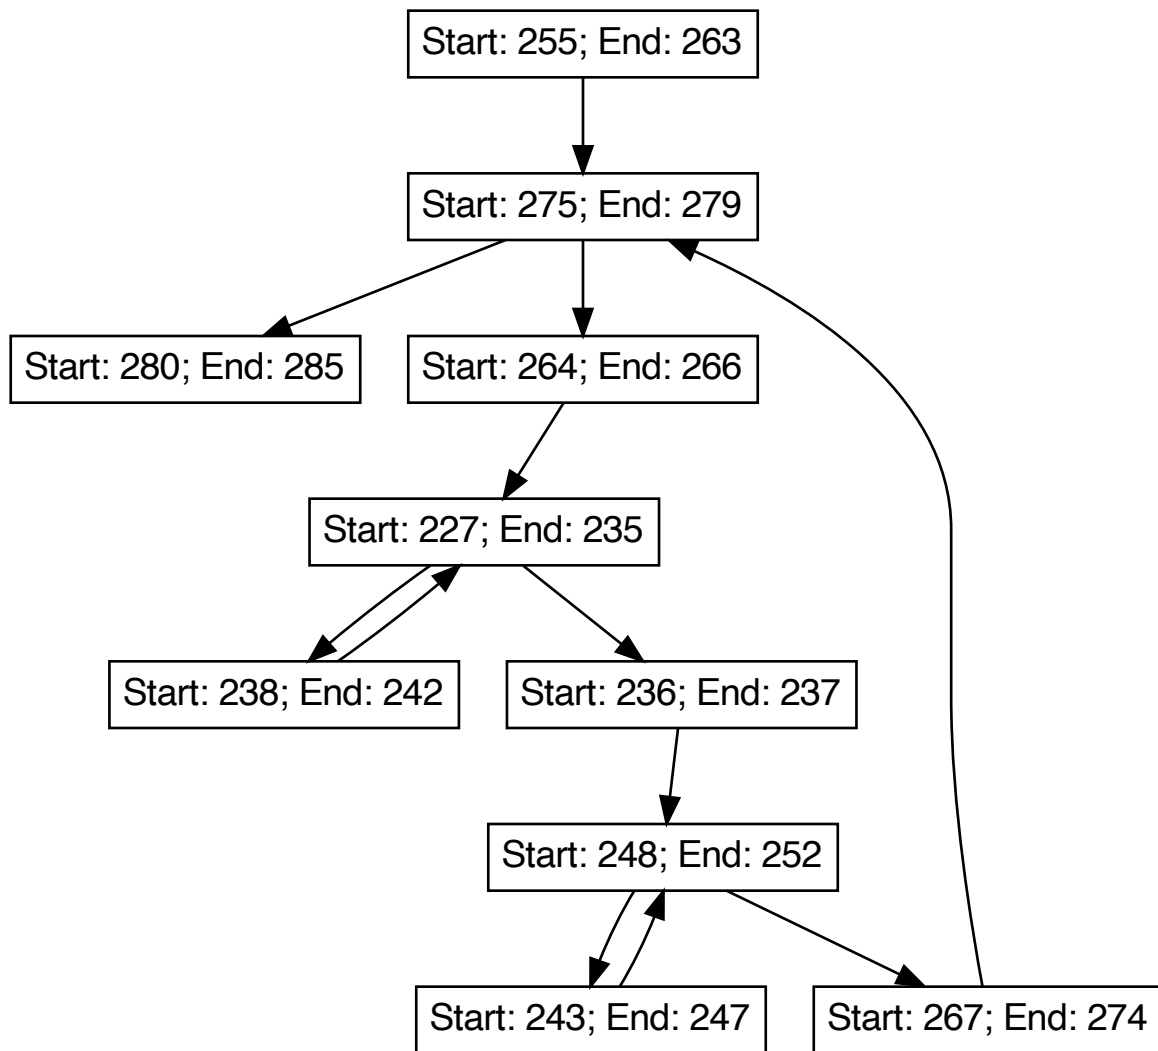 Start: 255; End: 263
Start: 275; End: 279
Start: 280; End: 285
Start: 264; End: 266
Start: 227; End: 235
Start: 238; End: 242
Start: 236; End: 237
Start: 248; End: 252
Start: 243; End: 247
Start: 267; End: 274